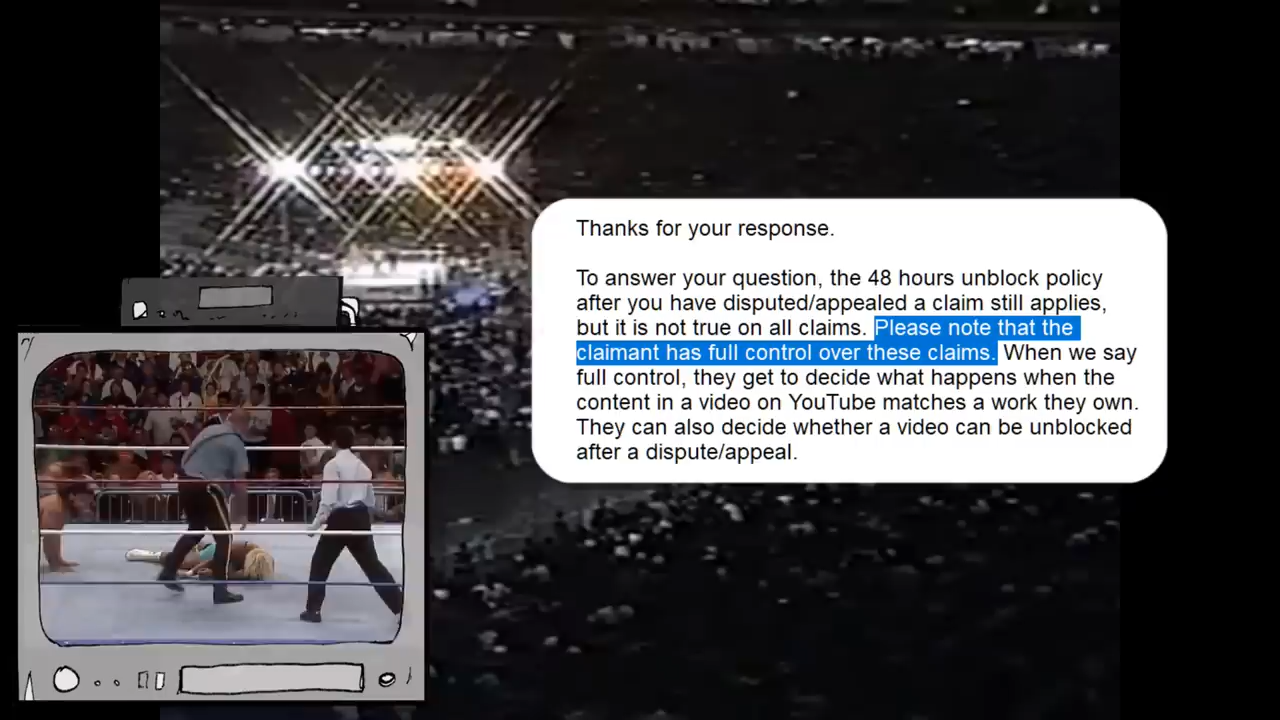 Thanks for your response.
To answer your question, the 48 hours unblock policy
after you have disputed/appealed a claim still applies,
but it is not true on all claims. Please note that the
claimant has full control over these claims. When we say
full control, they get to decide what happens when the
content in a video on YouTube matches a work they own.
They can also decide whether a video can be unblocked
after a dispute/appeal.